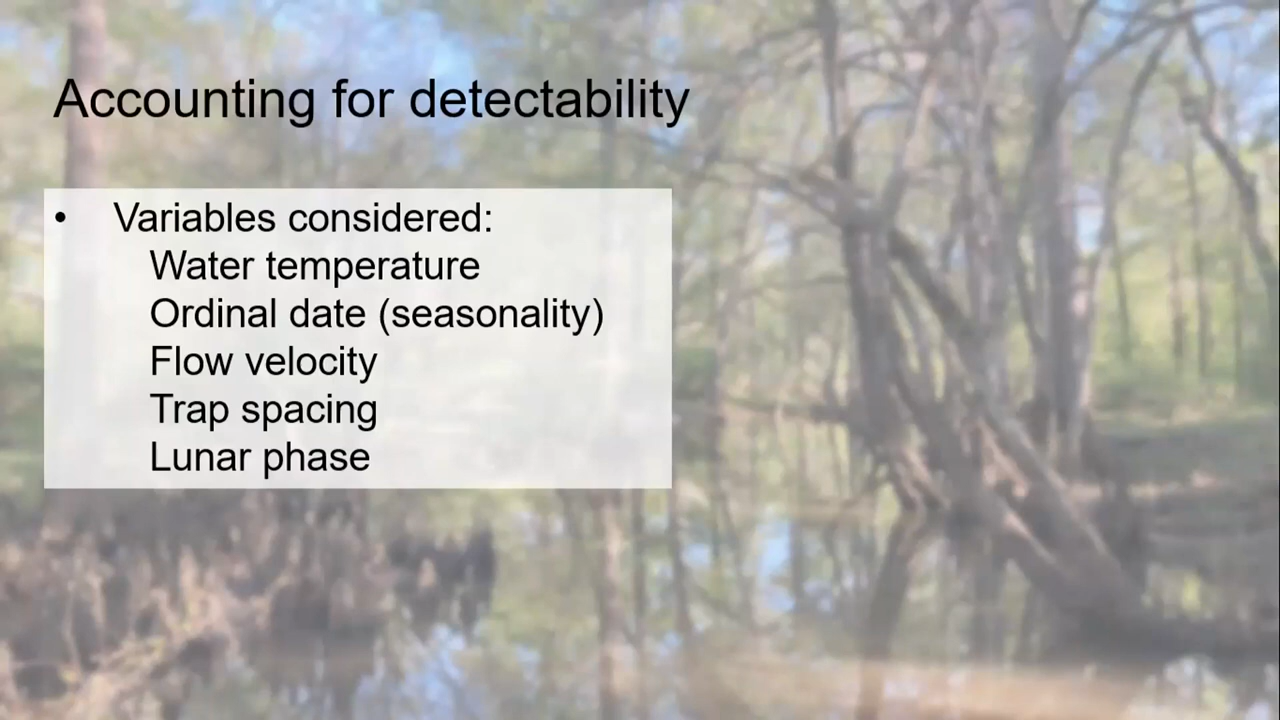 Accounting for detectability
• Variables considered:
Water temperature
Ordinal date (seasonality)
Flow velocity
Trap spacing
Lunar phase